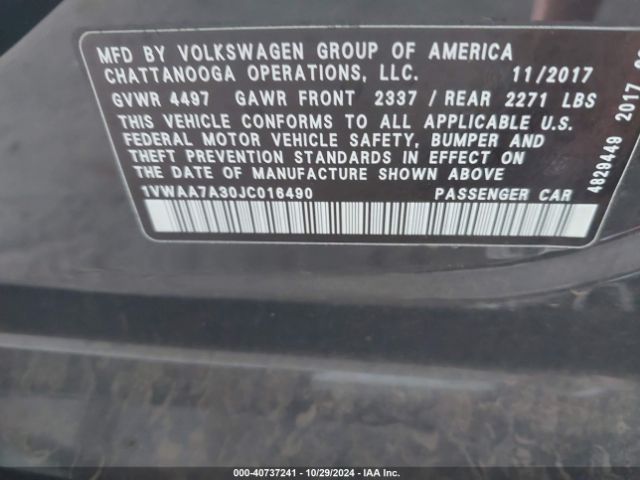 MFD BY VOLKSWAGEN GROUP OF AMERICA
CHATTANOOGA OPERATIONS, LLC. 11/2017
GVWR 4497 GAWR FRONT 2337 / REAR 2271 LBS
THIS VEHICLE CONFORMS TO ALL APPLICABLE U.S.
FEDERAL MOTOR VEHICLE SAFETY, BUMPER AND
THEFT PREVENTION STANDARDS IN EFFECT ON
THE DATE OF MANUFACTURE SHOWN ABOVE
1VWAA7A30JC016490 PASSENGER CAR
4829449 2017
000-40737241 - 10/29/2024 - IAA Inc.